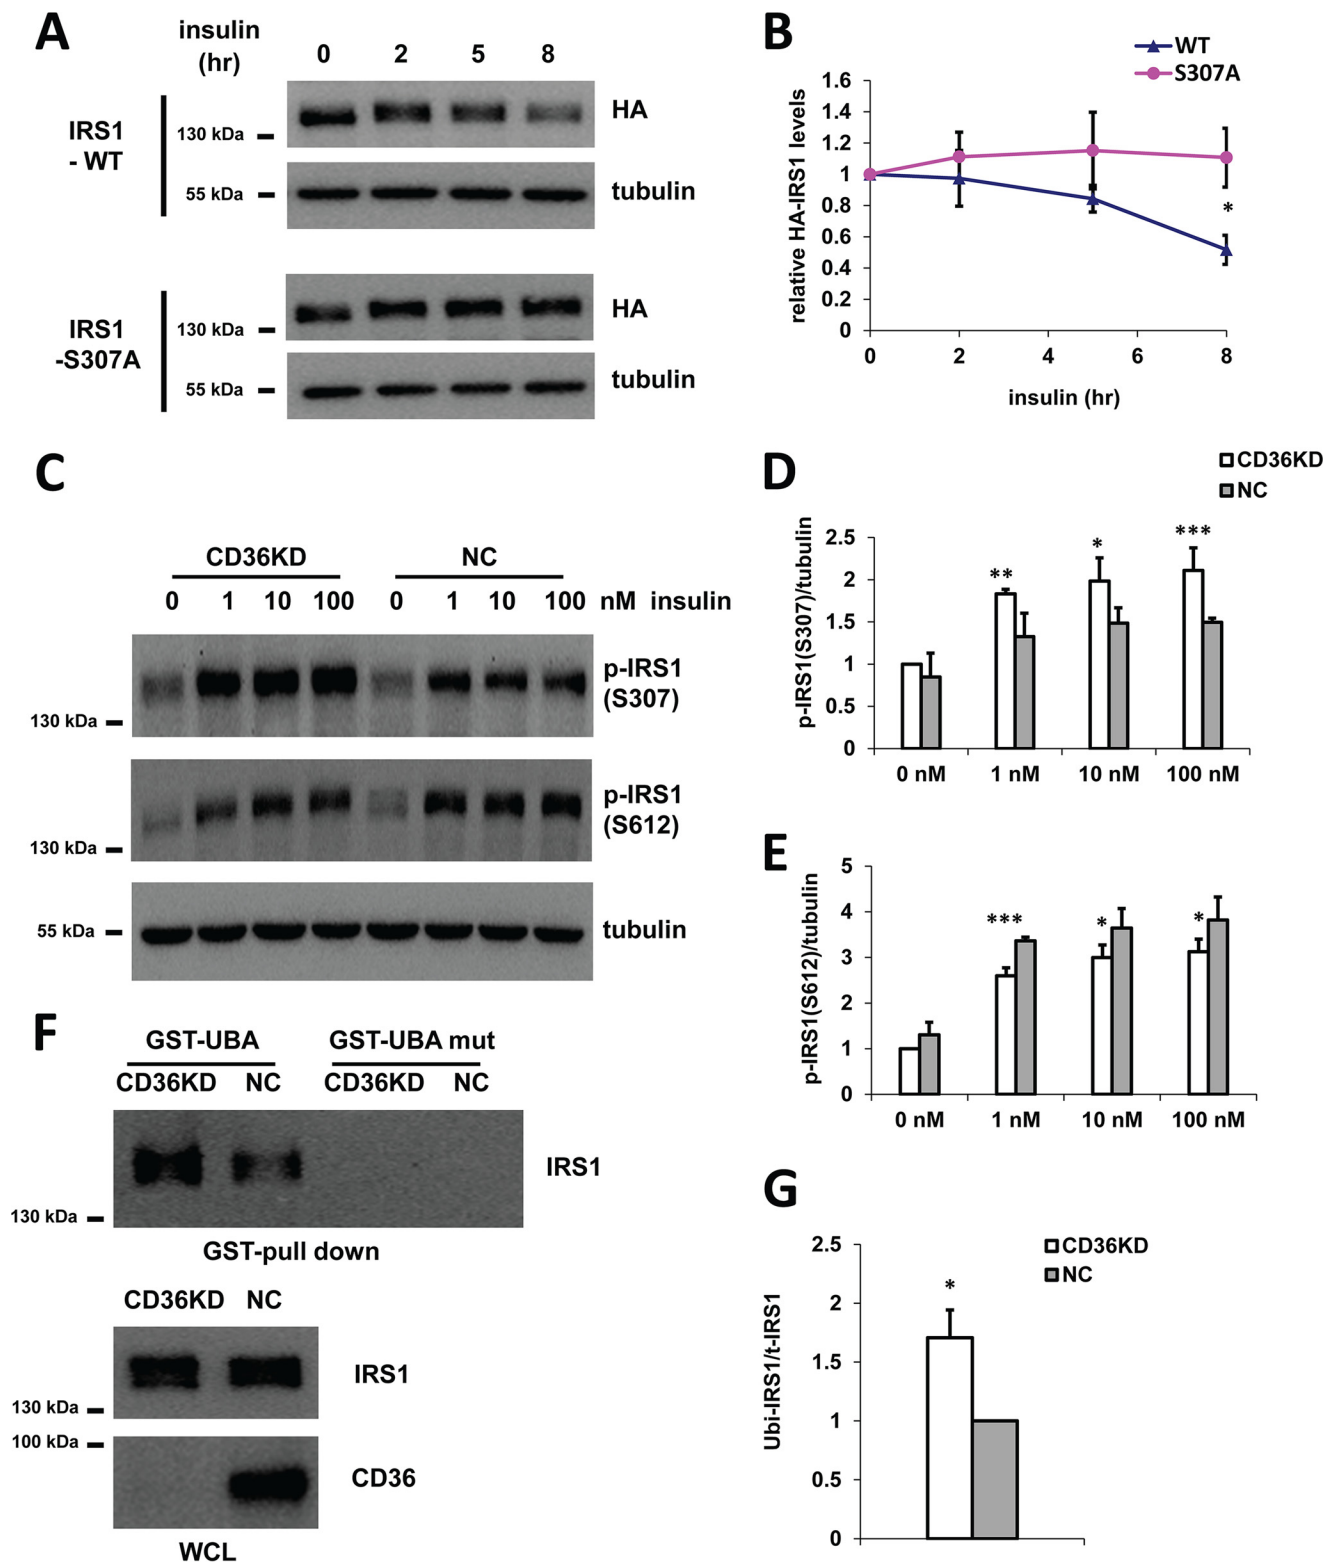 A
insulin
(hr)
0 2 5 8
IRS1
- WT
130 kDa
HA
55 kDa
tubulin
IRS1
-S307A
130 kDa
HA
55 kDa
tubulin
B
WT
S307A
relative HA-IRS1 levels
1.6
1.4
1.2
1
0.8
0.6
0.4
0.2
0
*
0 2 4 6 8
insulin (hr)
C
CD36KD NC
0 1 10 100 0 1 10 100 nM insulin
p-IRS1
(S307)
130 kDa
p-IRS1
(S612)
130 kDa
55 kDa
tubulin
D
CD36KD
NC
p-IRS1(S307)/tubulin
2.5
2
1.5
1
0.5
0
** * ***
0 nM 1 nM 10 nM 100 nM
E
p-IRS1(S612)/tubulin
5
4
3
2
1
0
*** * *
0 nM 1 nM 10 nM 100 nM
F
GST-UBA GST-UBA mut
CD36KD NC CD36KD NC
IRS1
130 kDa
GST-pull down
CD36KD NC
IRS1
130 kDa
100 kDa
CD36
WCL
G
CD36KD
NC
Ubi-IRS1/t-IRS1
2.5
2
1.5
1
0.5
0
*